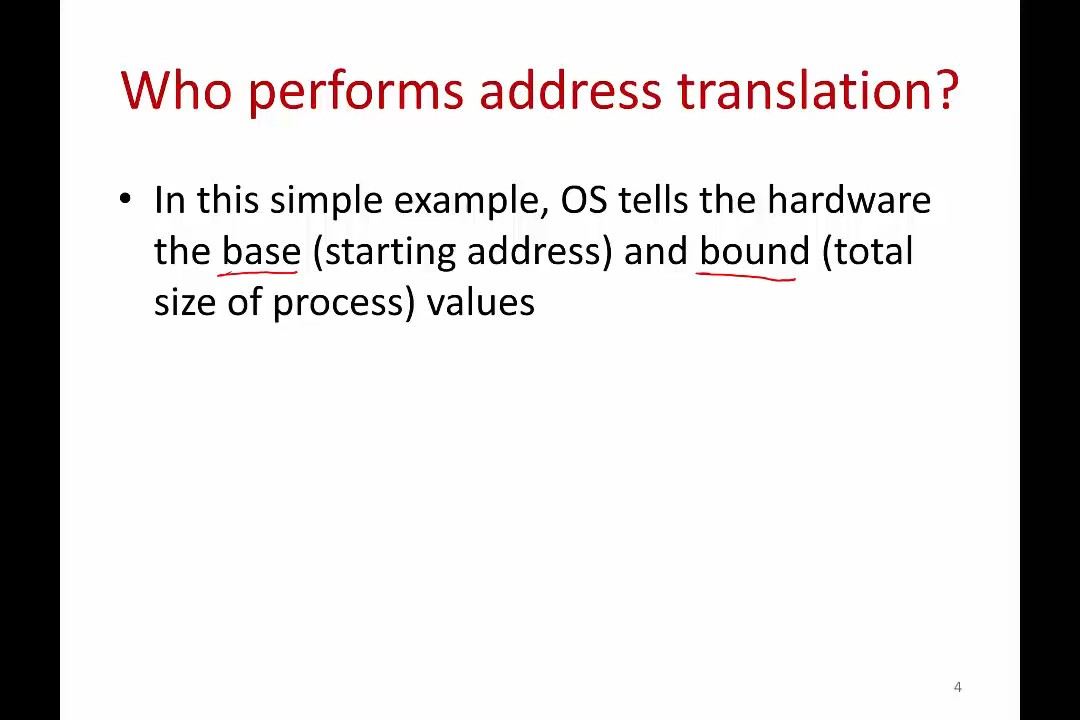 Who performs address translation?
• In this simple example, OS tells the hardware
the base (starting address) and bound (total
size of process) values
4